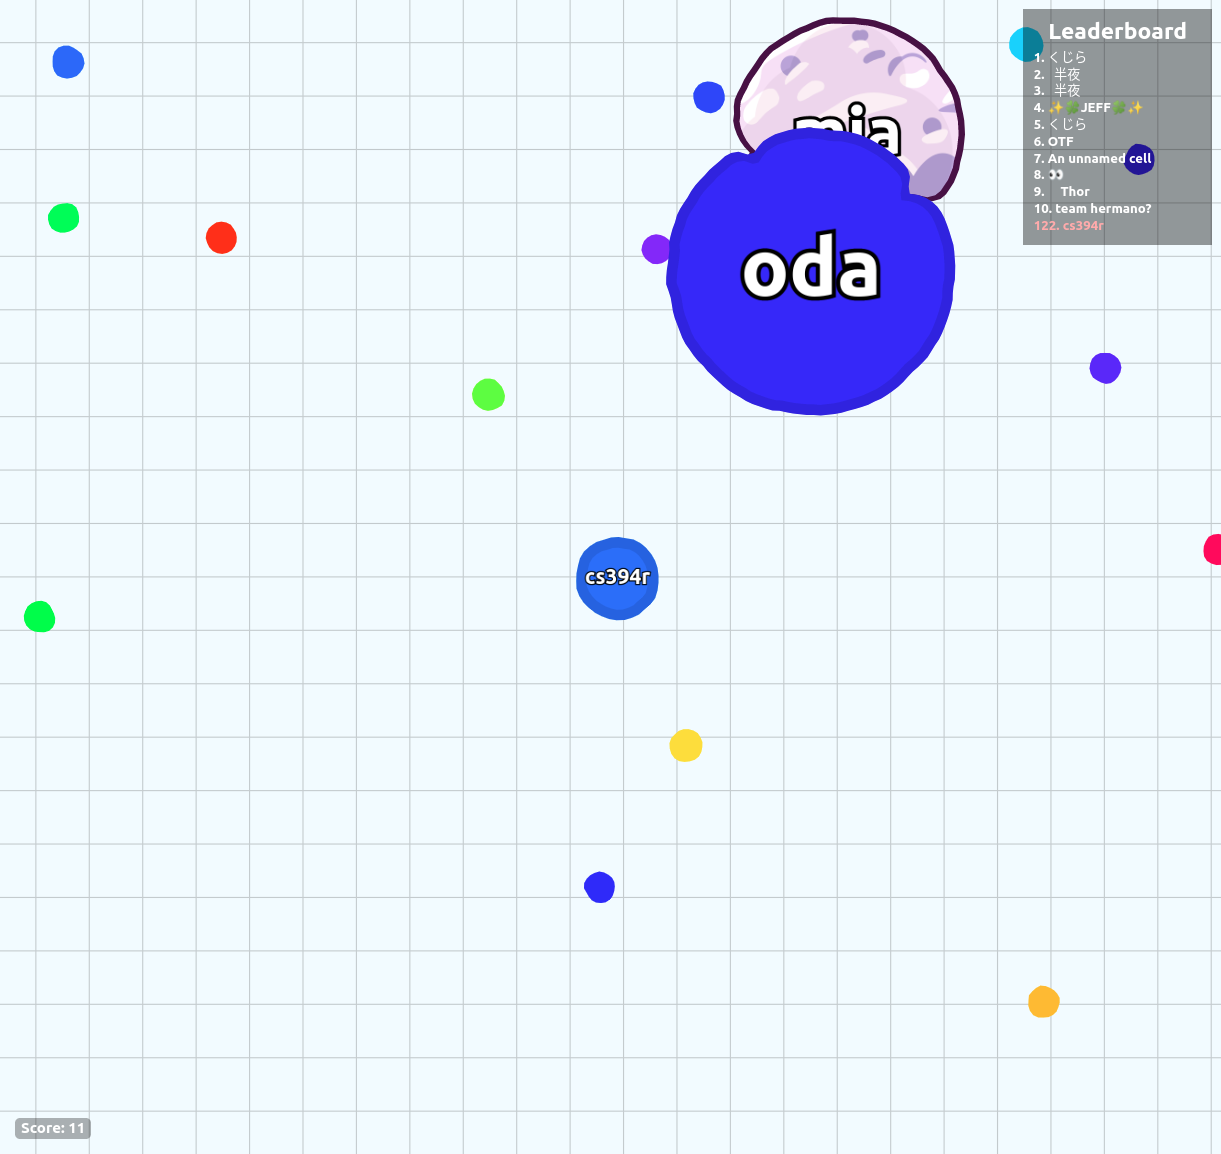 Leaderboard
1. くじら
2. 半夜
3. 半夜
4. ✨🍀JEFF🍀✨
5. くじら
6. OTF
7. An unnamed cell
8. 👀
9. Thor
10. team hermano?
122. cs394r
mia
oda
cs394r
Score: 11